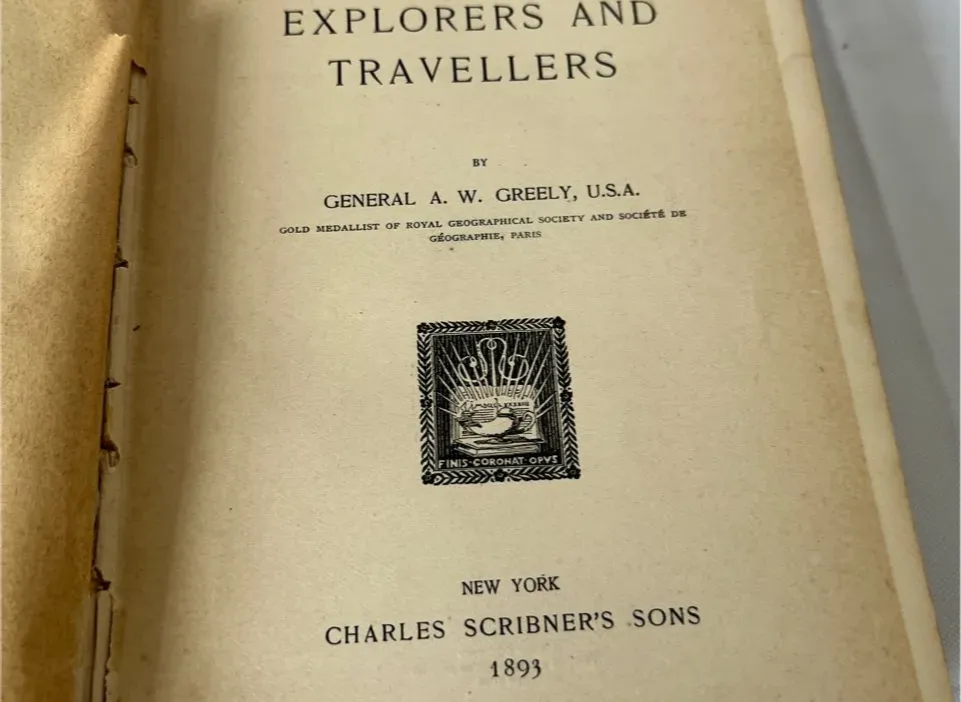 EXPLORERS AND
TRAVELLERS
BY
GENERAL A. W. GREELY, U.S.A.
GOLD MEDALLIST OF ROYAL GEOGRAPHICAL SOCIETY AND SOCIÉTÉ DE
GÉOGRAPHIE, PARIS
FINIS·CORONAT·OPVS
NEW YORK
CHARLES SCRIBNER'S SONS
1893